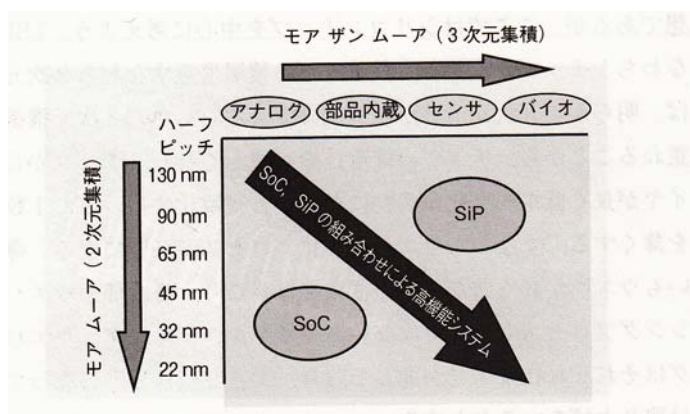 モア ザン ムーア（3次元集積）
アナログ 部品内蔵 センサ バイオ
ハーフ
ピッチ
130 nm
90 nm
65 nm
45 nm
32 nm
22 nm
モア ムーア（2次元集積）
SoC，SiPの組み合わせによる高機能システム
SiP
SoC